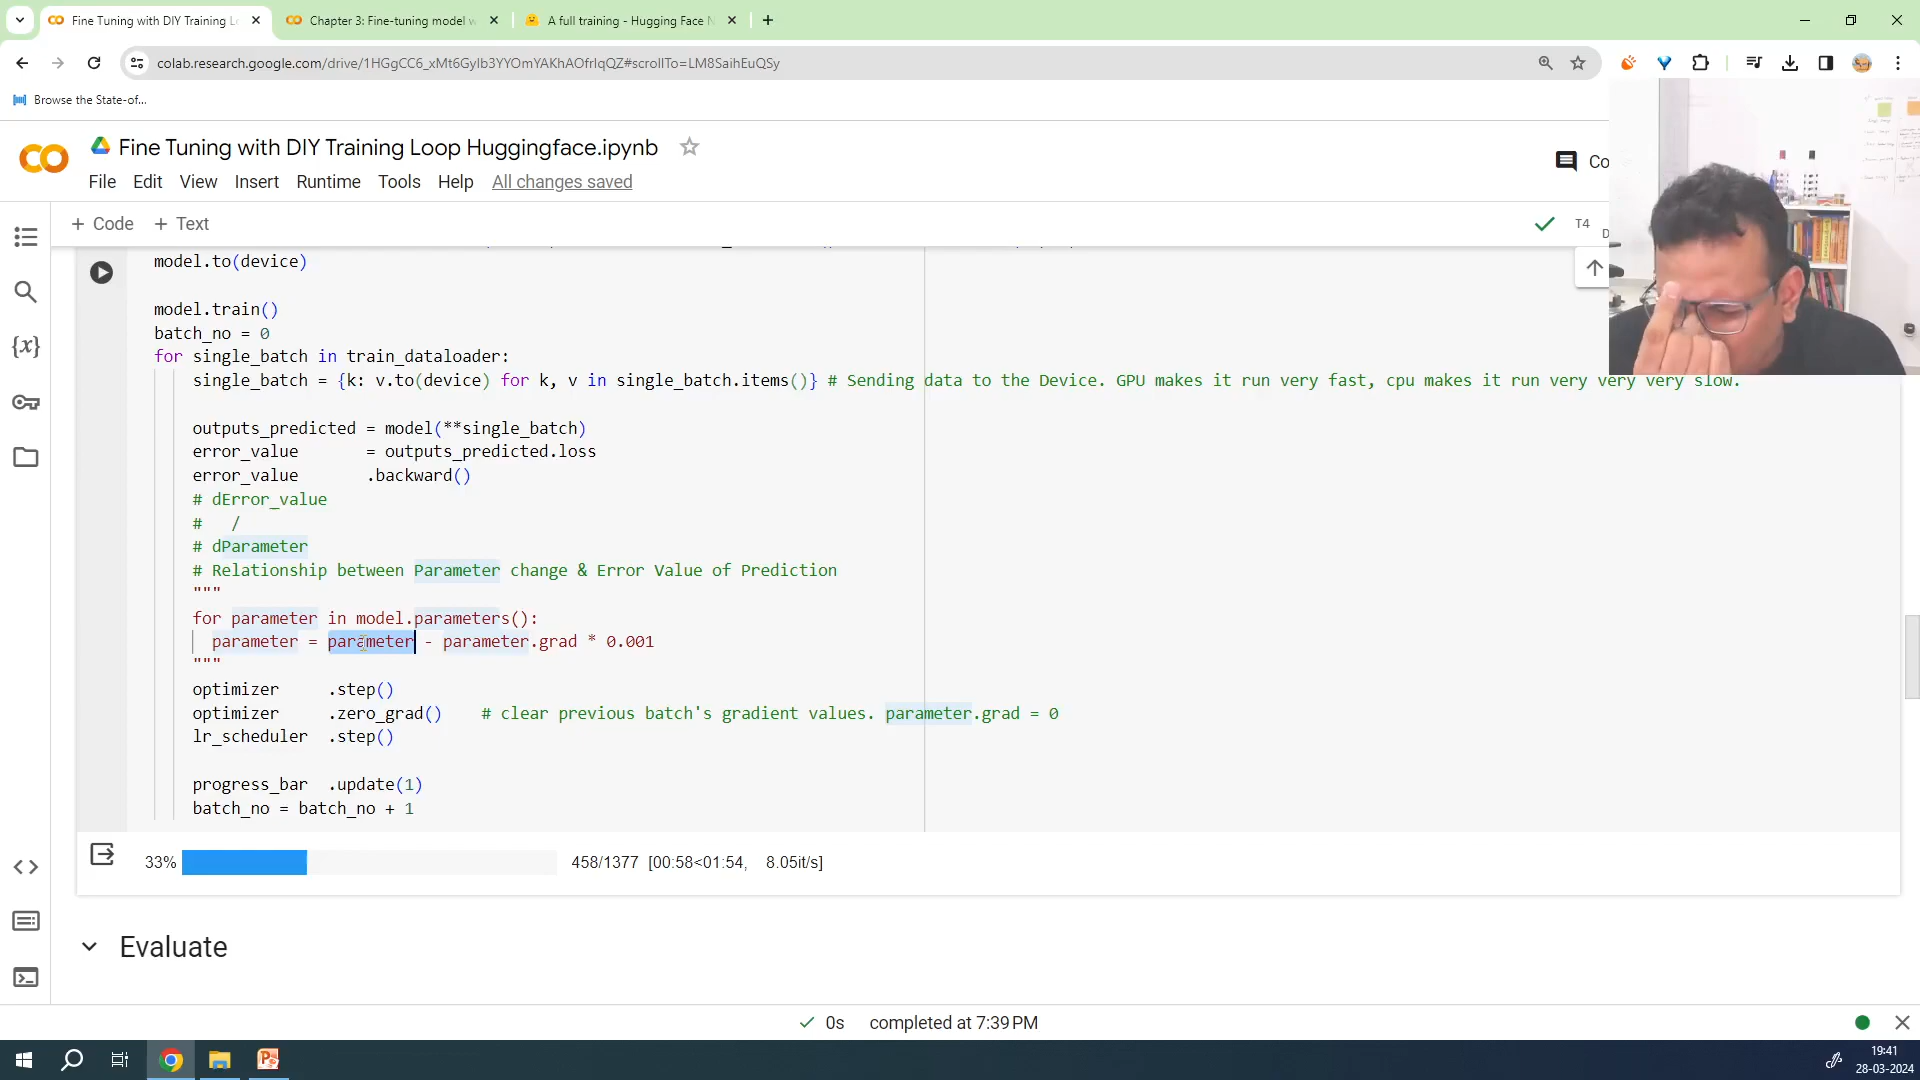 Fine Tuning with DIY Training L
Chapter 3: Fine-tuning model w
A full training - Hugging Face N
colab.research.google.com/drive/1HGgCC6_xMt6GyIb3YYOmYAKhAOfrIqQZ#scrollTo=LM8SaihEuQSy
Browse the State-of...
CO
Fine Tuning with DIY Training Loop Huggingface.ipynb
Co
File Edit View Insert Runtime Tools Help All changes saved
+ Code + Text
T4
D
model.to(device)
model.train()
batch_no = 0
for single_batch in train_dataloader:
single_batch = {k: v.to(device) for k, v in single_batch.items()} # Sending data to the Device. GPU makes it run very fast, cpu makes it run very very very slow.
outputs_predicted = model(**single_batch)
error_value = outputs_predicted.loss
error_value .backward()
# dError_value
# /
# dParameter
# Relationship between Parameter change & Error Value of Prediction
"""
for parameter in model.parameters():
parameter = parameter - parameter.grad * 0.001
"""
optimizer .step()
optimizer .zero_grad() # clear previous batch's gradient values. parameter.grad = 0
lr_scheduler .step()
progress_bar .update(1)
batch_no = batch_no + 1
33% 458/1377 [00:58<01:54, 8.05it/s]
Evaluate
0s completed at 7:39 PM
19:41
28-03-2024